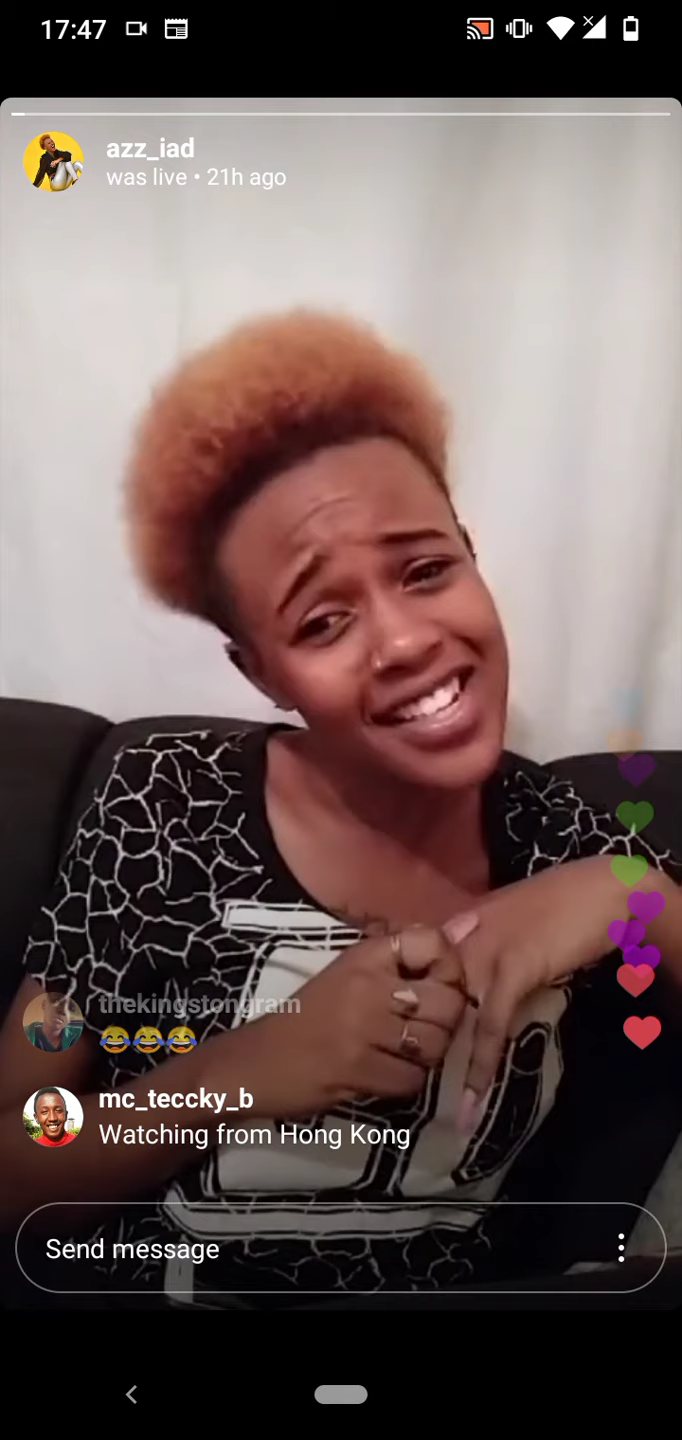 17:47
azz_iad
was live • 21h ago
thekingstongram
😂😂😂
mc_teccky_b
Watching from Hong Kong
Send message